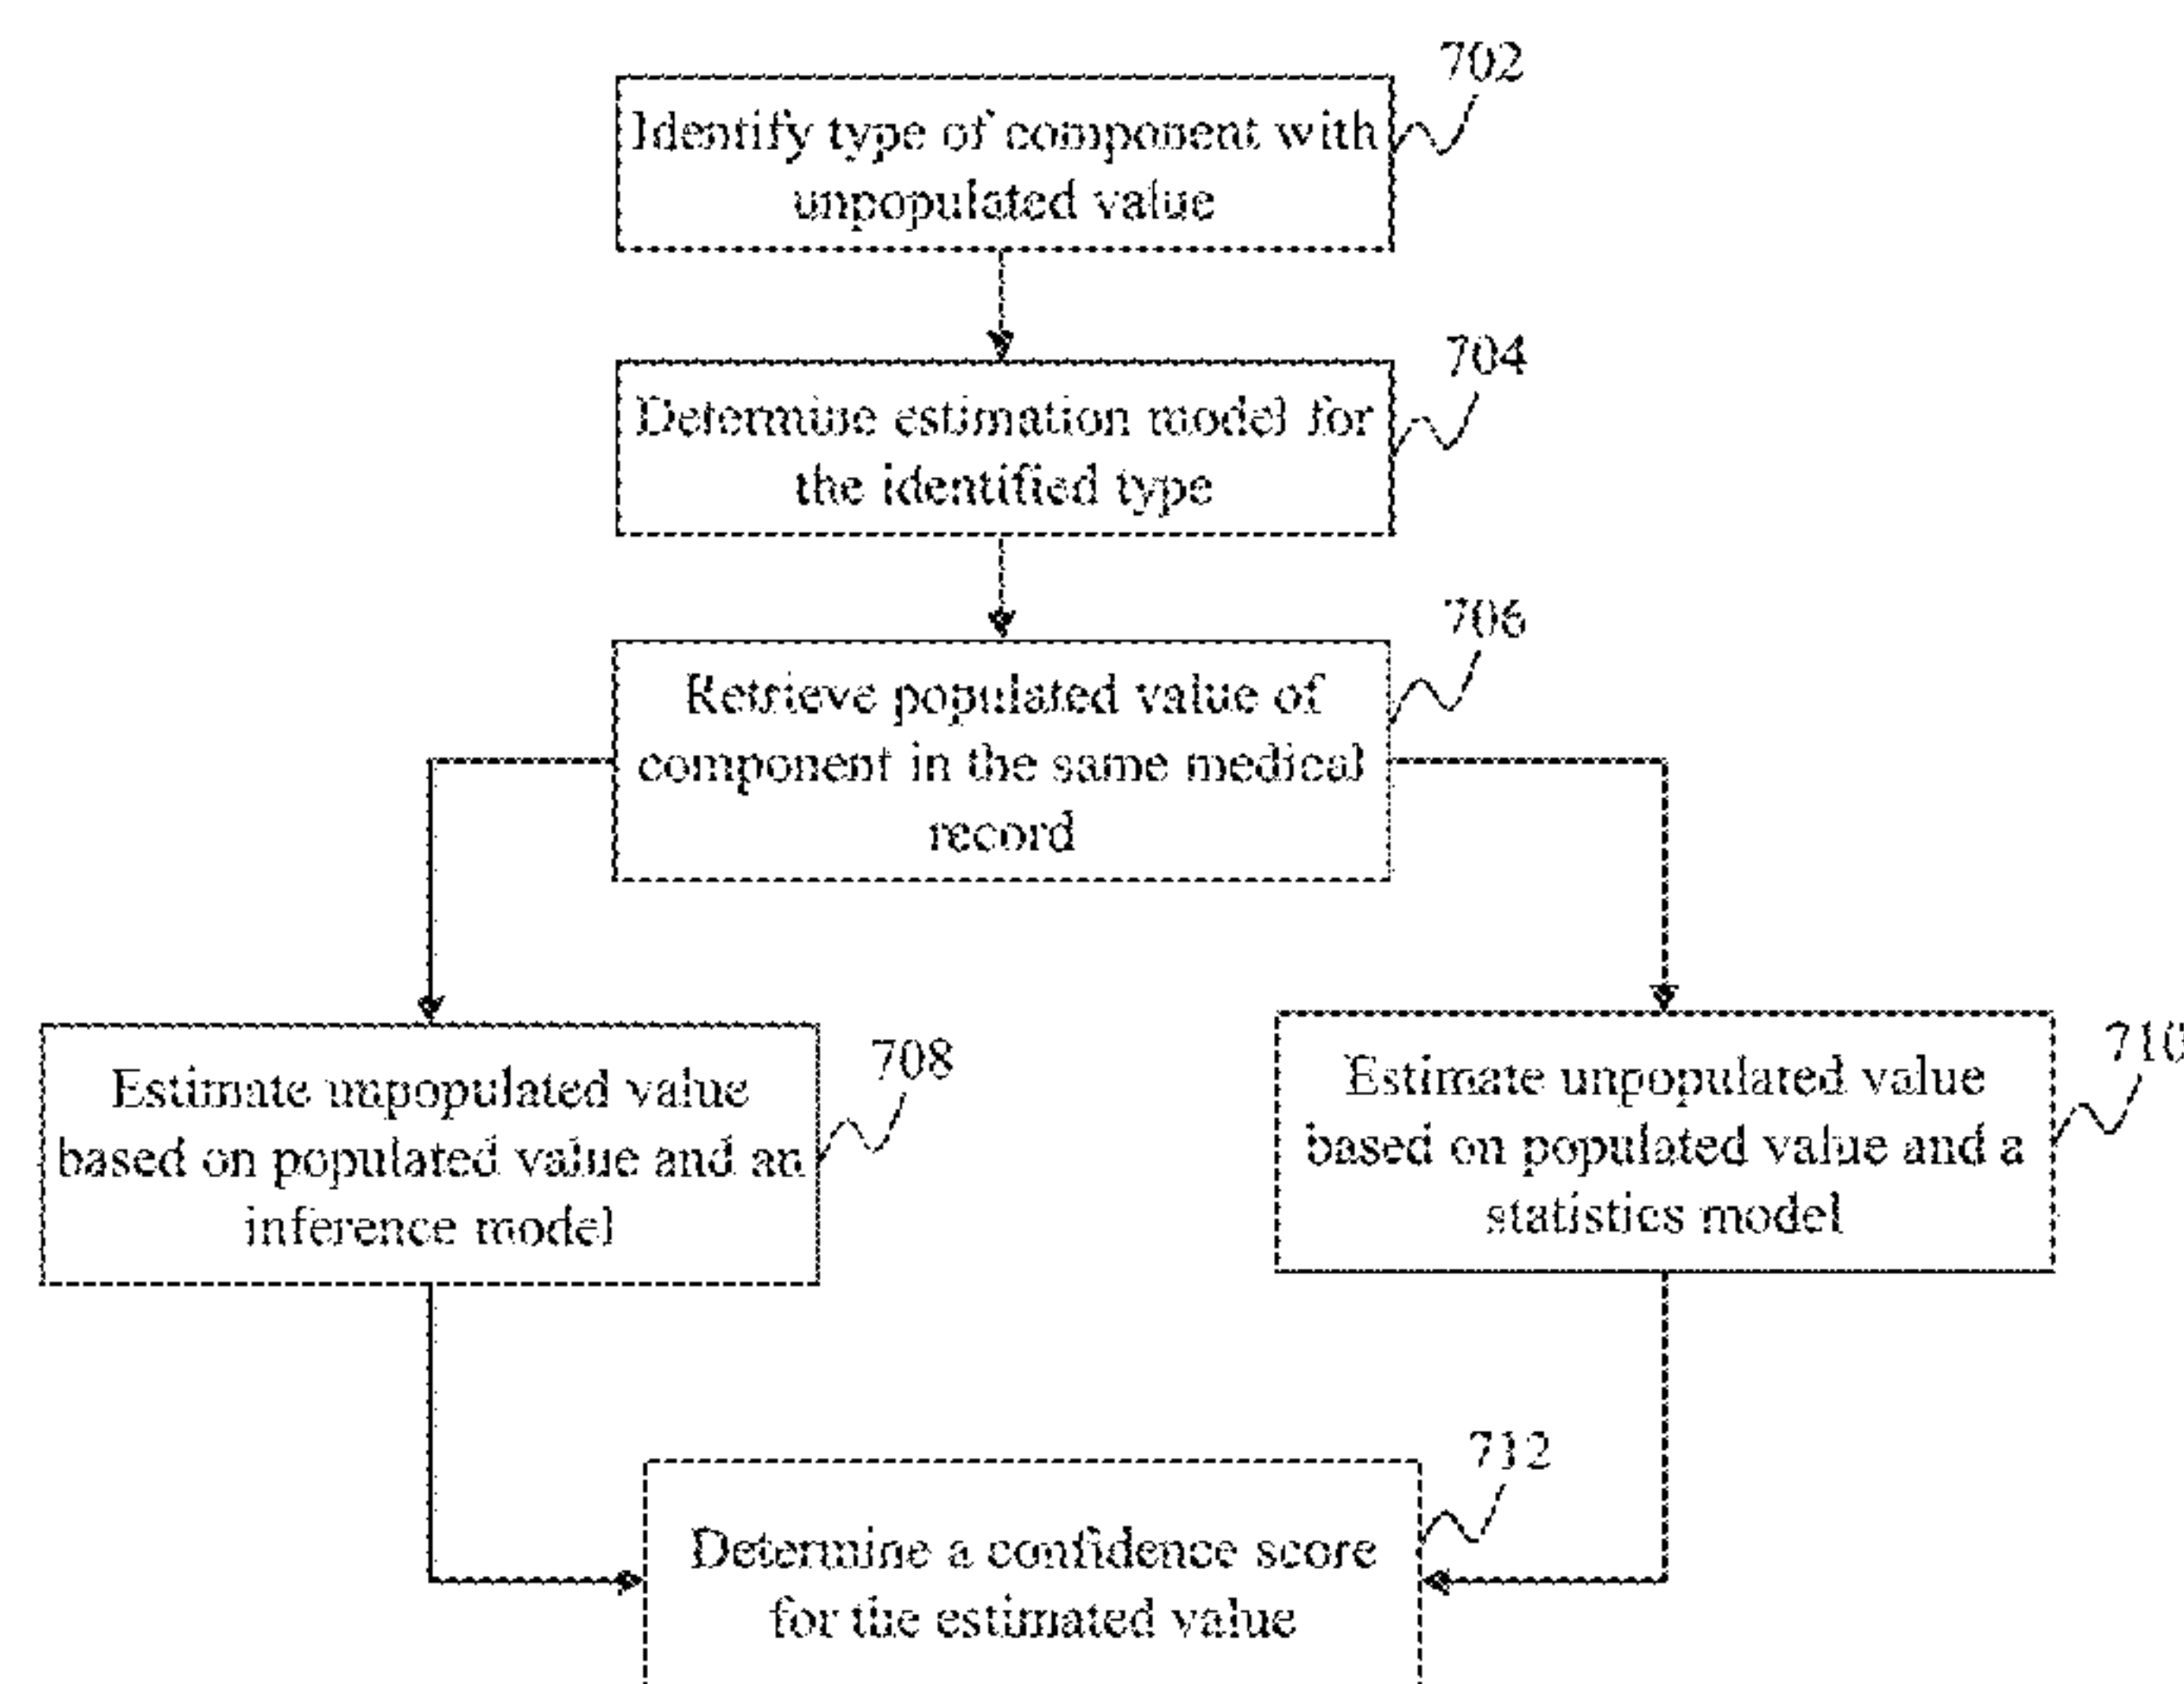 702
Identify type of component with
unpopulated value
704
Determine estimation model for
the identified type
706
Retrieve populated value of
component in the same medical
record
708
Estimate unpopulated value
based on populated value and an
inference model
710
Estimate unpopulated value
based on populated value and a
statistics model
712
Determine a confidence score
for the estimated value